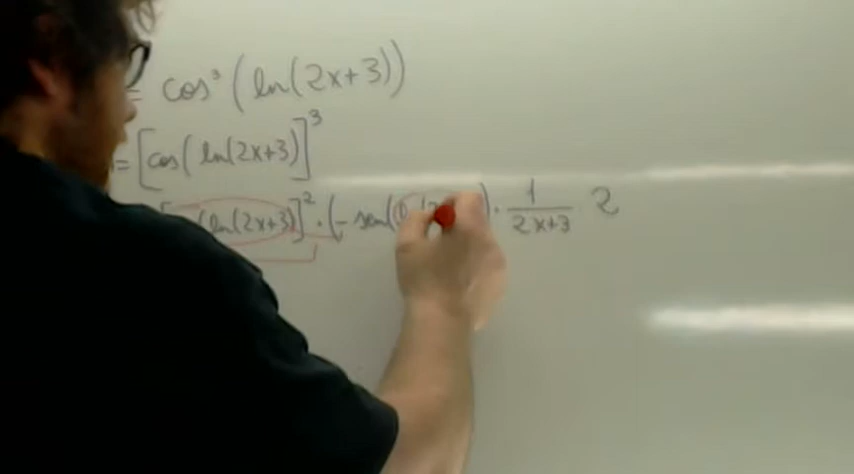 = cos³(ln(2x+3))
= [cos(ln(2x+3)]³
(ln(2x+3)]² · (- sen( ) · 1/2x+3 2